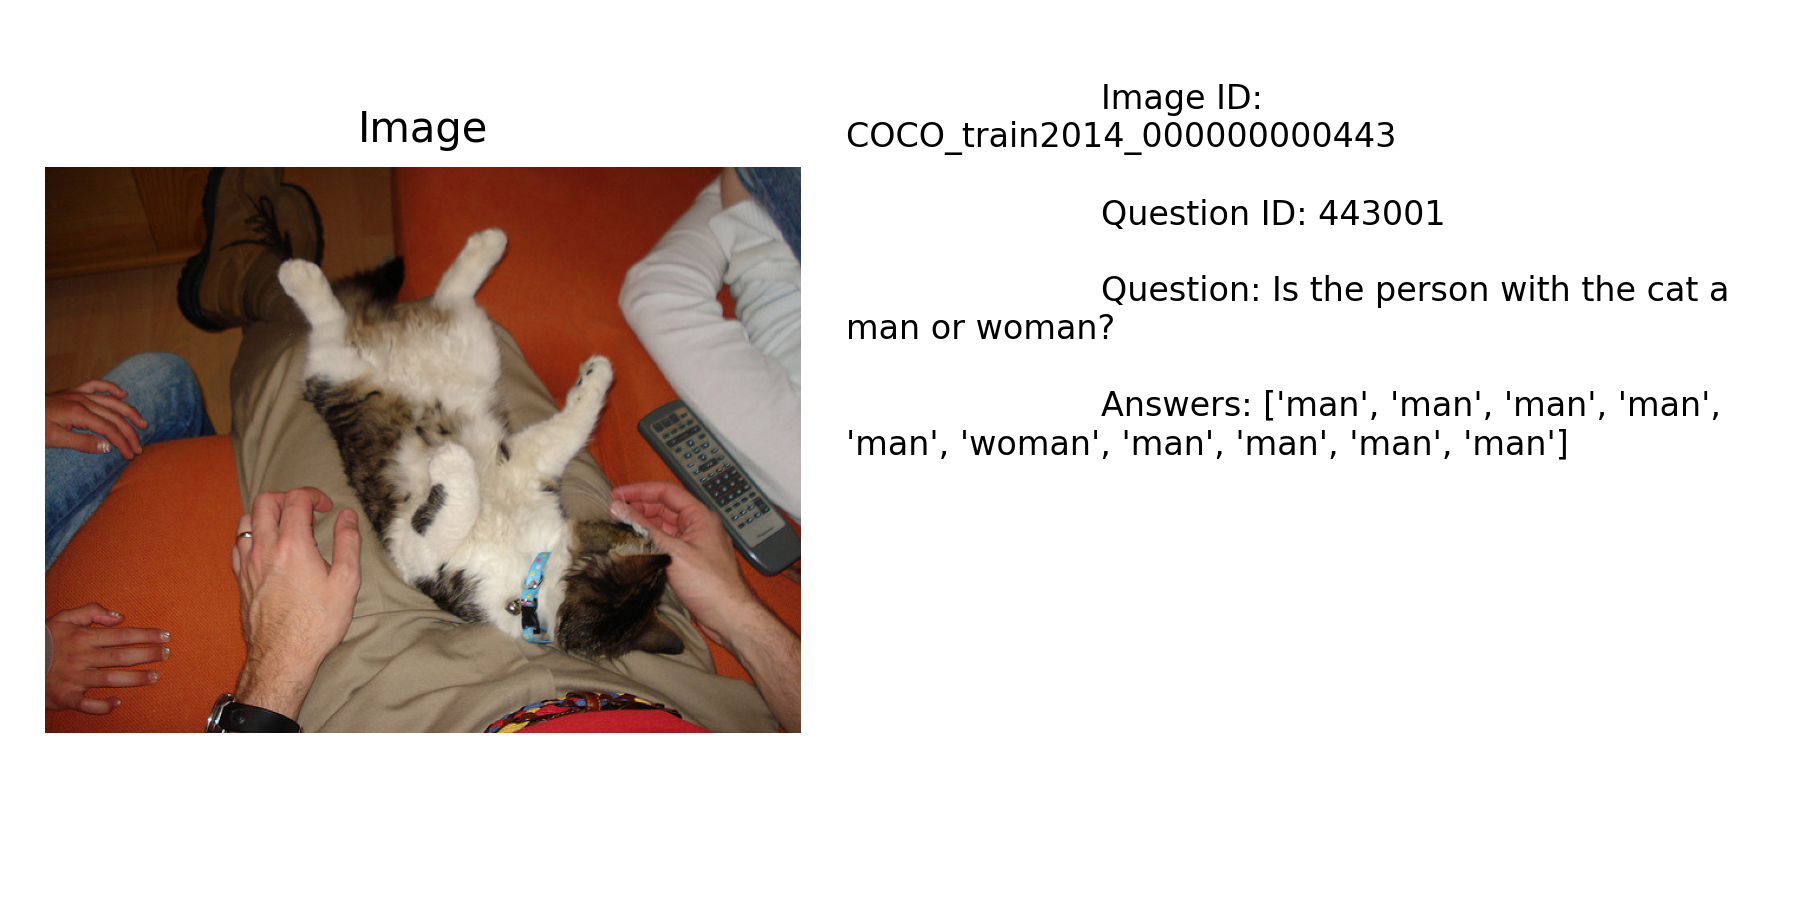 Image
Image ID:
COCO_train2014_000000000443
Question ID: 443001
Question: Is the person with the cat a
man or woman?
Answers: ['man', 'man', 'man', 'man',
'man', 'woman', 'man', 'man', 'man', 'man']